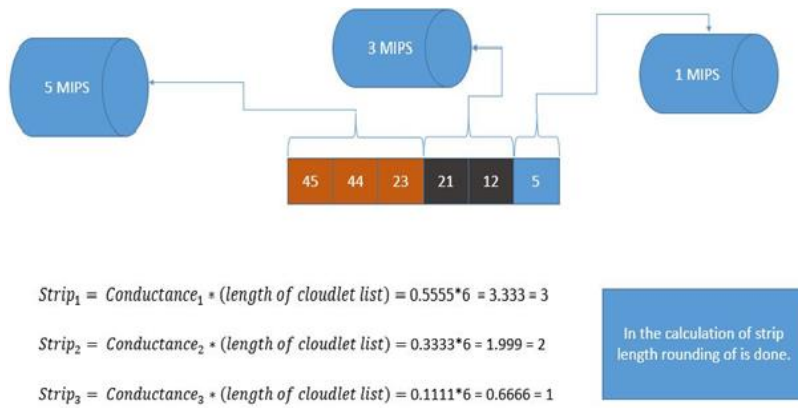 5 MIPS
3 MIPS
1 MIPS
45 44 23 21 12 5
Strip₁ = Conductance₁ * (length of cloudlet list) = 0.5555*6 = 3.333 = 3
Strip₂ = Conductance₂ * (length of cloudlet list) = 0.3333*6 = 1.999 = 2
Strip₃ = Conductance₃ * (length of cloudlet list) = 0.1111*6 = 0.6666 = 1
In the calculation of strip
length rounding of is done.